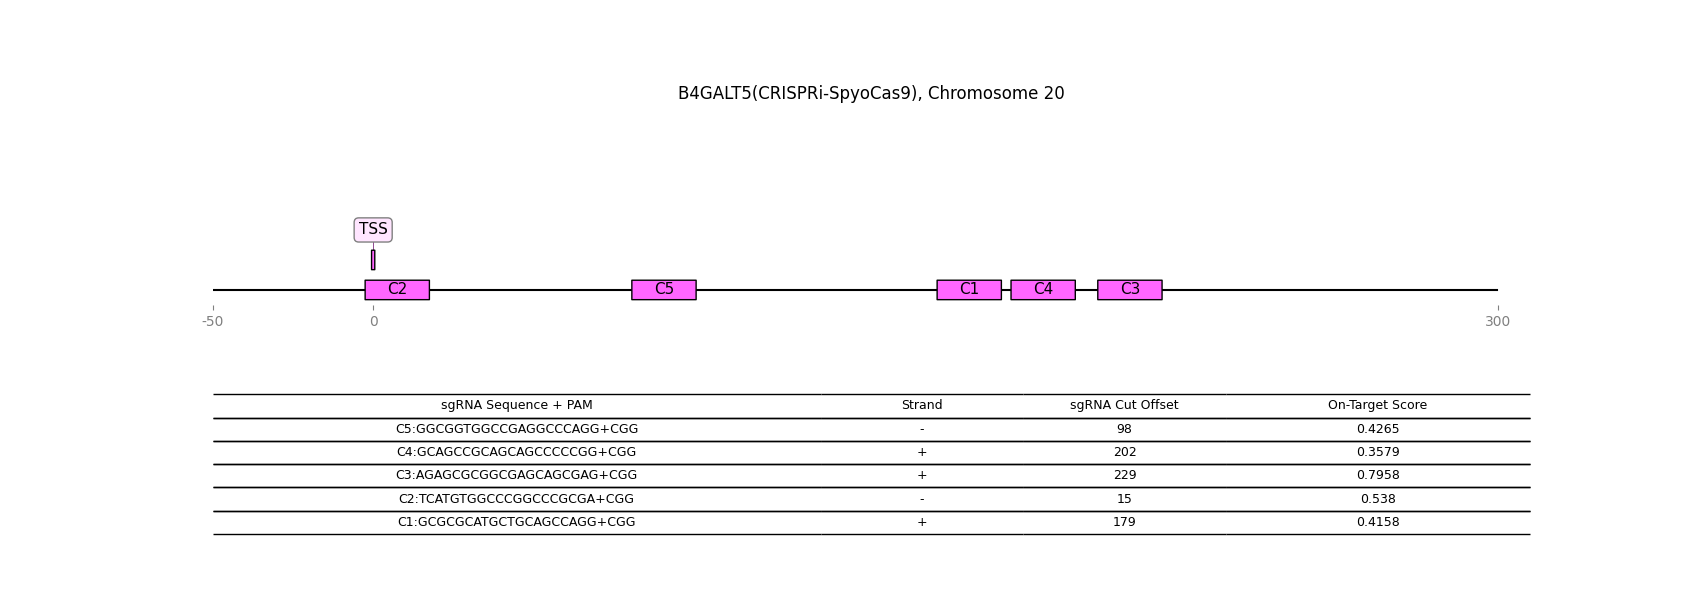 B4GALT5(CRISPRi-SpyoCas9), Chromosome 20
TSS
C2 C5 C1 C4 C3
-50 0 300
sgRNA Sequence + PAM Strand sgRNA Cut Offset On-Target Score
C5:GGCGGTGGCCGAGGCCCAGG+CGG - 98 0.4265
C4:GCAGCCGCAGCAGCCCCCGG+CGG + 202 0.3579
C3:AGAGCGCGGCGAGCAGCGAG+CGG + 229 0.7958
C2:TCATGTGGCCCGGCCCGCGA+CGG - 15 0.538
C1:GCGCGCATGCTGCAGCCAGG+CGG + 179 0.4158